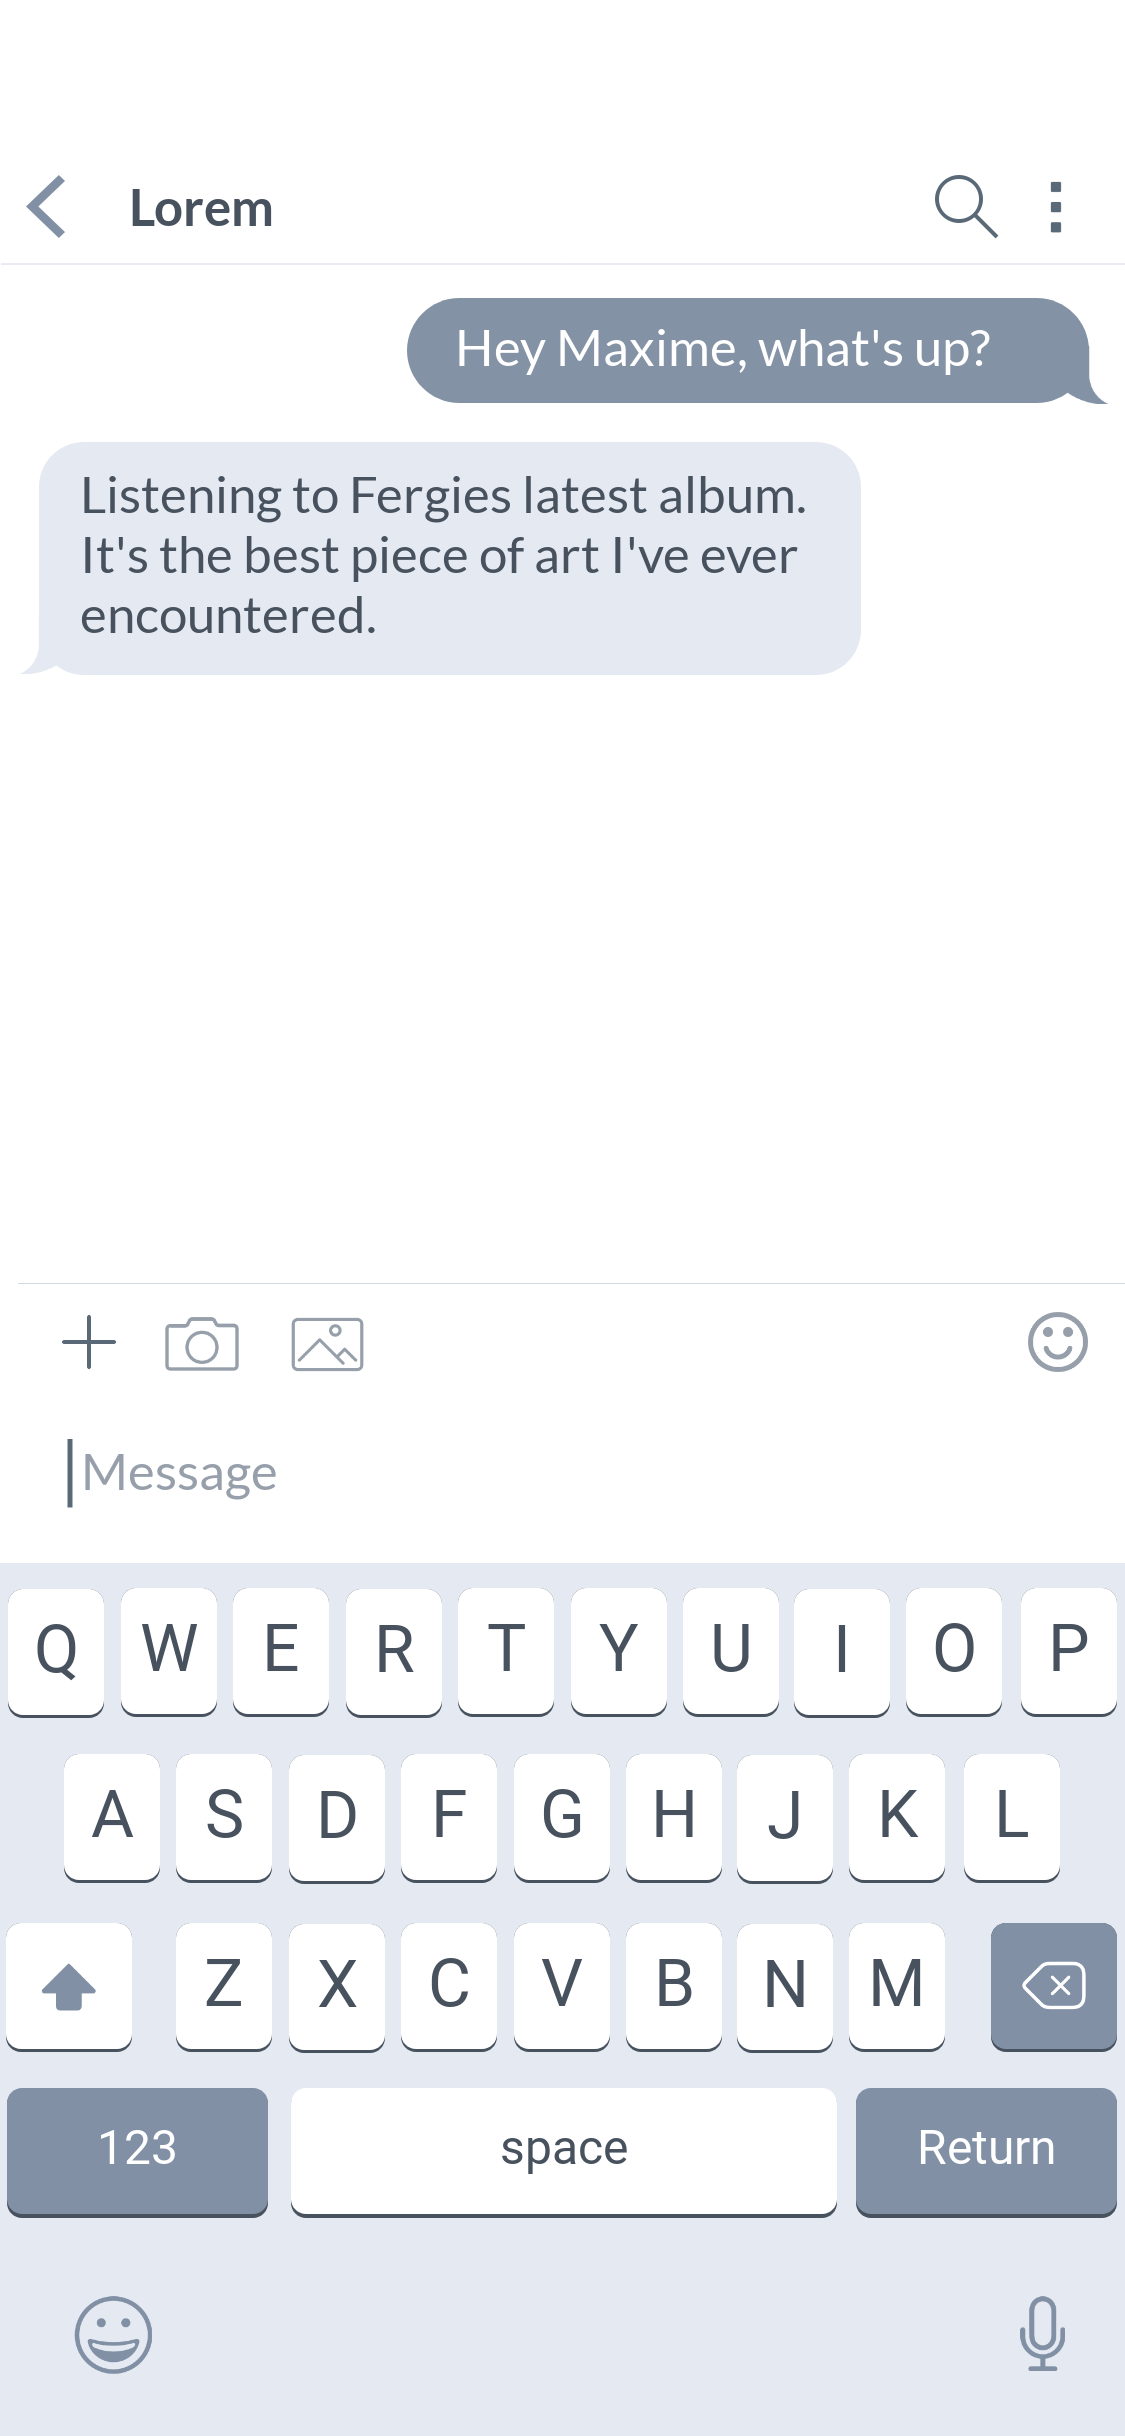 Lorem
Hey Maxime, what's up?
Listening to Fergies latest album.
It's the best piece of art I've ever
encountered.
Message
Q W E R T Y U I O P
A S D F G H J K L
Z X C V B N M
123 space Return